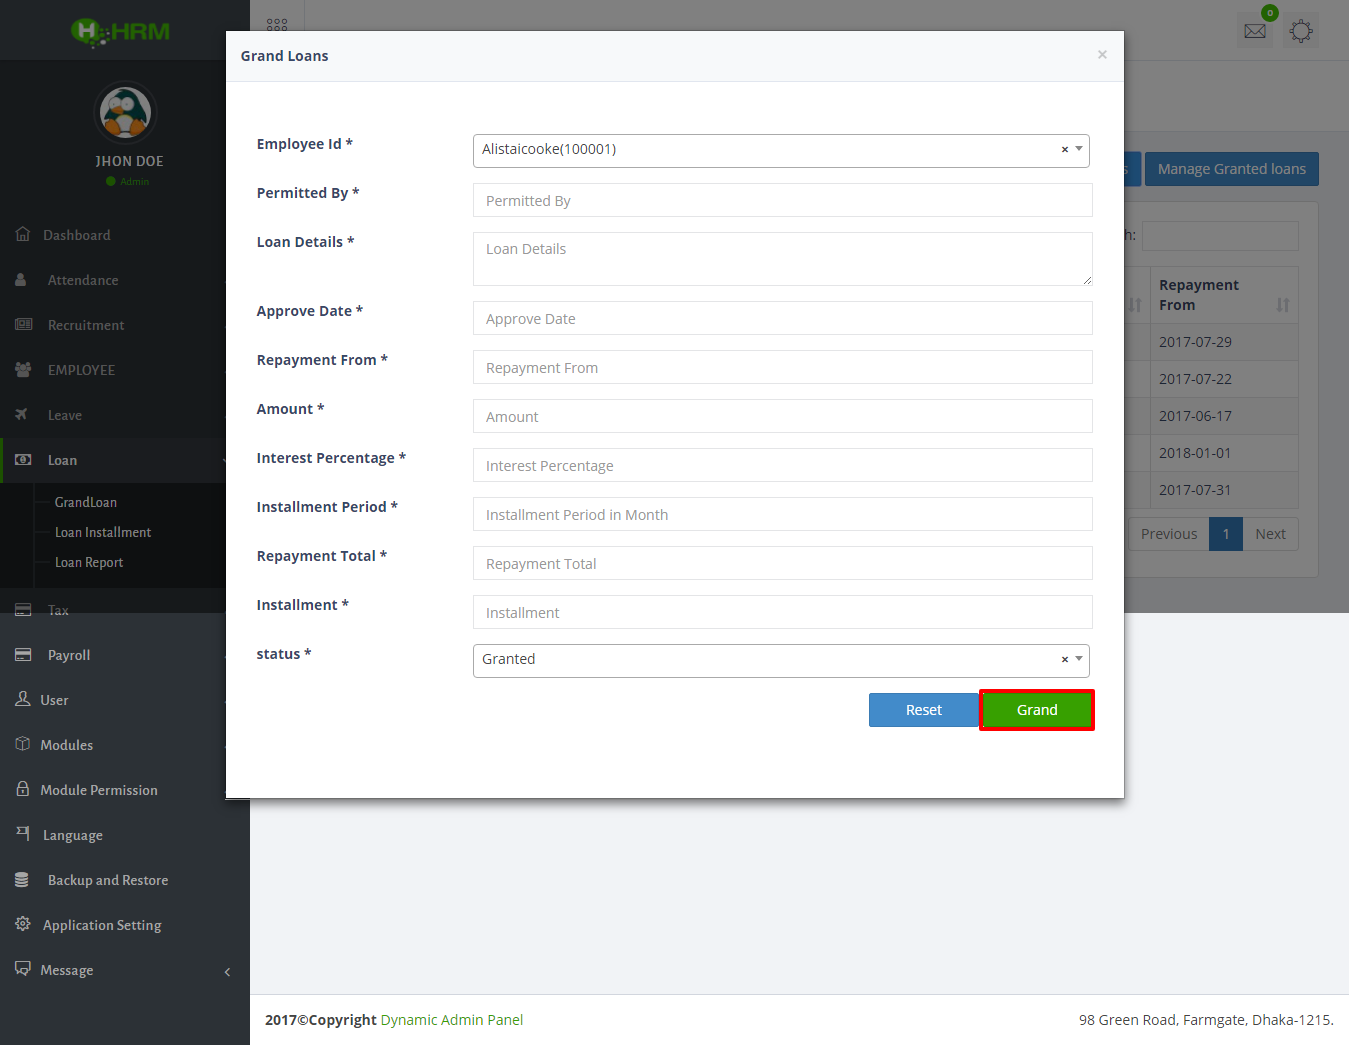 HRM
0
JHON DOE
Admin
Dashboard
Attendance
Recruitment
EMPLOYEE
Leave
Loan
GrandLoan
Loan Installment
Loan Report
Tax
Payroll
User
Modules
Module Permission
Language
Backup and Restore
Application Setting
Message
Grand Loans
×
Employee Id *
Alistaicooke(100001)
×
Permitted By *
Permitted By
Loan Details *
Loan Details
Approve Date *
Approve Date
Repayment From *
Repayment From
Amount *
Amount
Interest Percentage *
Interest Percentage
Installment Period *
Installment Period in Month
Repayment Total *
Repayment Total
Installment *
Installment
status *
Granted
×
Reset
Grand
s
Manage Granted loans
h:
Repayment
From
2017-07-29
2017-07-22
2017-06-17
2018-01-01
2017-07-31
Previous 1 Next
2017©Copyright Dynamic Admin Panel
98 Green Road, Farmgate, Dhaka-1215.